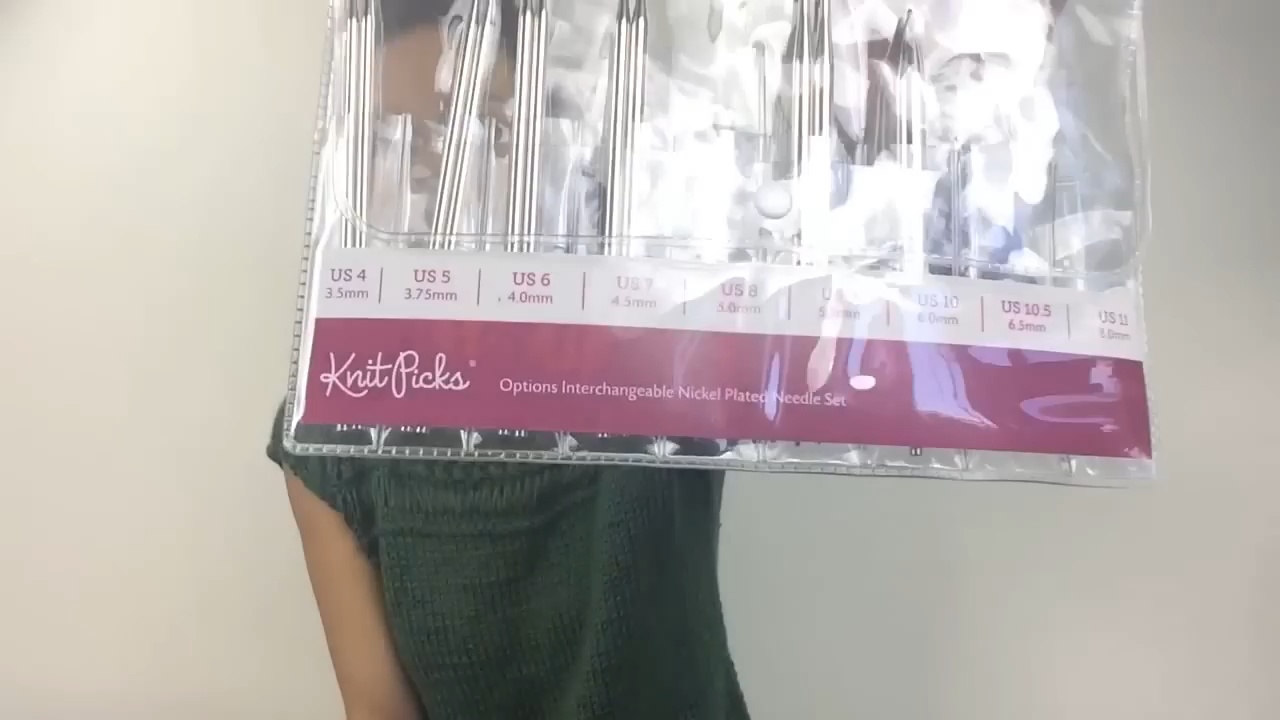 US 4
3.5mm
US 5
3.75mm
US 6
4.0mm
US 7
4.5mm
US 8
5.0mm
US 10
6.0mm
US 10.5
6.5mm
US 11
8.0mm
KnitPicks®
Options Interchangeable Nickel Plated Needle Set